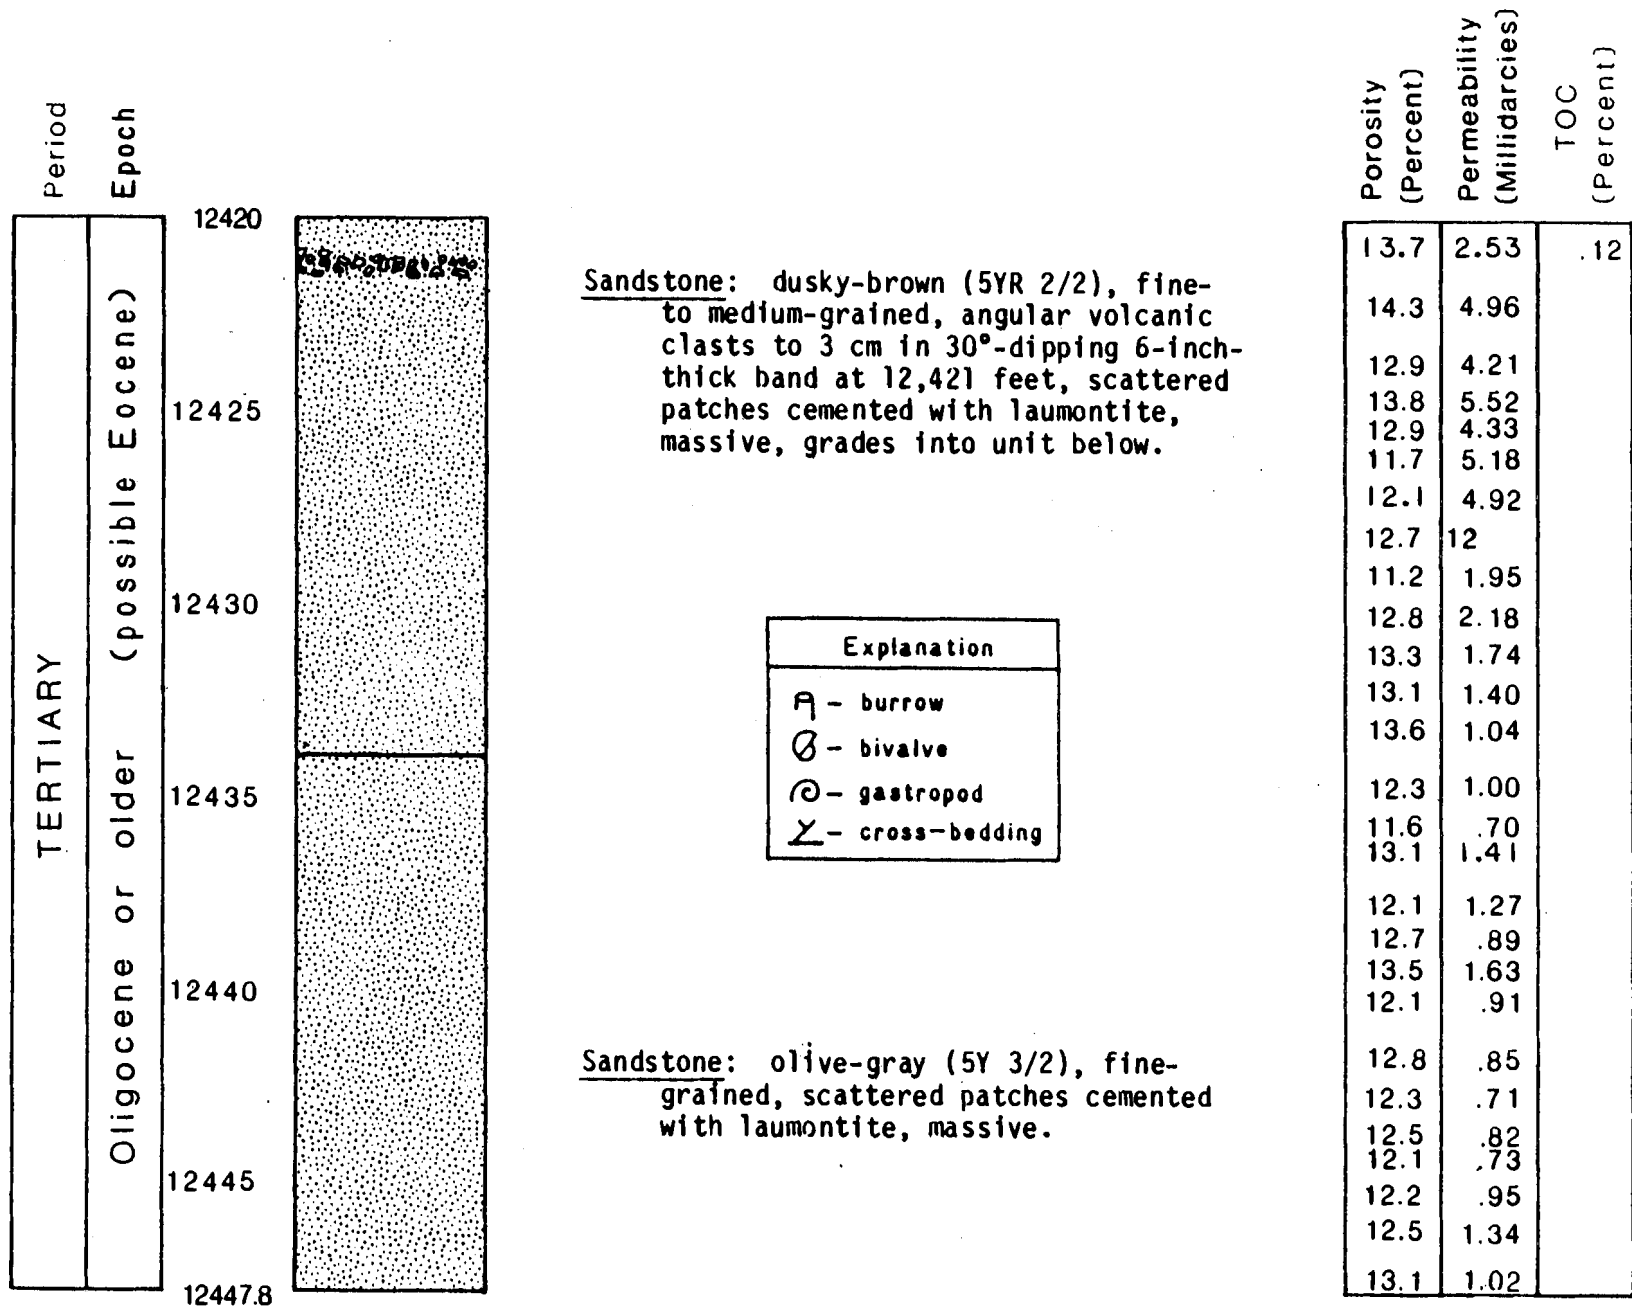 Period
Epoch
Porosity
(Percent)
Permeability
(Millidarcies)
TOC
(Percent)
TERTIARY
Oligocene or older (possible Eocene)
12420
12425
12430
12435
12440
12445
12447.8
Sandstone: dusky-brown (5YR 2/2), fine-
to medium-grained, angular volcanic
clasts to 3 cm in 30°-dipping 6-inch-
thick band at 12,421 feet, scattered
patches cemented with laumontite,
massive, grades into unit below.
Explanation
- burrow
- bivalve
- gastropod
- cross-bedding
Sandstone: olive-gray (5Y 3/2), fine-
grained, scattered patches cemented
with laumontite, massive.
13.7 2.53 .12
14.3 4.96
12.9 4.21
13.8 5.52
12.9 4.33
11.7 5.18
12.1 4.92
12.7 12
11.2 1.95
12.8 2.18
13.3 1.74
13.1 1.40
13.6 1.04
12.3 1.00
11.6 .70
13.1 1.41
12.1 1.27
12.7 .89
13.5 1.63
12.1 .91
12.8 .85
12.3 .71
12.5 .82
12.1 .73
12.2 .95
12.5 1.34
13.1 1.02